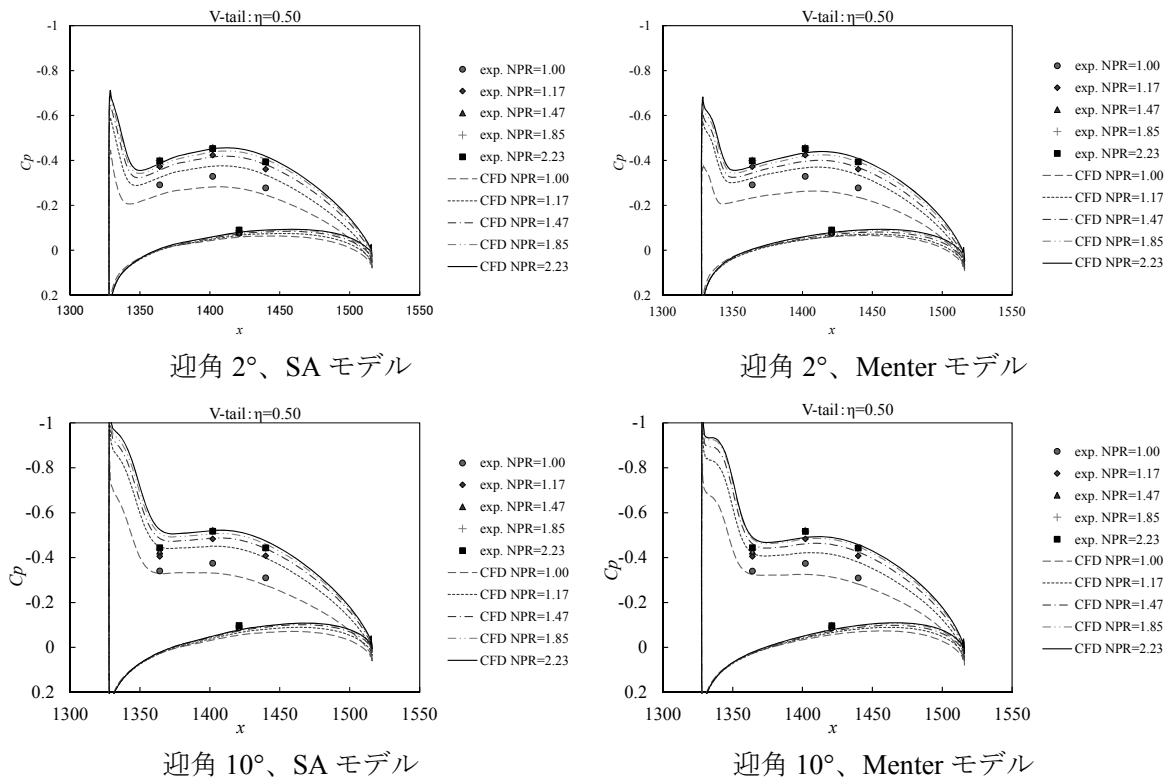 V-tail:η=0.50
-1
-0.8
-0.6
-0.4
-0.2
0
0.2
Cp
1300
1350
1400
1450
1500
1550
x
exp. NPR=1.00
exp. NPR=1.17
exp. NPR=1.47
exp. NPR=1.85
exp. NPR=2.23
CFD NPR=1.00
CFD NPR=1.17
CFD NPR=1.47
CFD NPR=1.85
CFD NPR=2.23
迎角 2°、SA モデル
V-tail:η=0.50
-1
-0.8
-0.6
-0.4
-0.2
0
0.2
Cp
1300
1350
1400
1450
1500
1550
x
exp. NPR=1.00
exp. NPR=1.17
exp. NPR=1.47
exp. NPR=1.85
exp. NPR=2.23
CFD NPR=1.00
CFD NPR=1.17
CFD NPR=1.47
CFD NPR=1.85
CFD NPR=2.23
迎角 2°、Menter モデル
V-tail:η=0.50
-1
-0.8
-0.6
-0.4
-0.2
0
0.2
Cp
1300
1350
1400
1450
1500
1550
x
exp. NPR=1.00
exp. NPR=1.17
exp. NPR=1.47
exp. NPR=1.85
exp. NPR=2.23
CFD NPR=1.00
CFD NPR=1.17
CFD NPR=1.47
CFD NPR=1.85
CFD NPR=2.23
迎角 10°、SA モデル
V-tail:η=0.50
-1
-0.8
-0.6
-0.4
-0.2
0
0.2
Cp
1300
1350
1400
1450
1500
1550
x
exp. NPR=1.00
exp. NPR=1.17
exp. NPR=1.47
exp. NPR=1.85
exp. NPR=2.23
CFD NPR=1.00
CFD NPR=1.17
CFD NPR=1.47
CFD NPR=1.85
CFD NPR=2.23
迎角 10°、Menter モデル